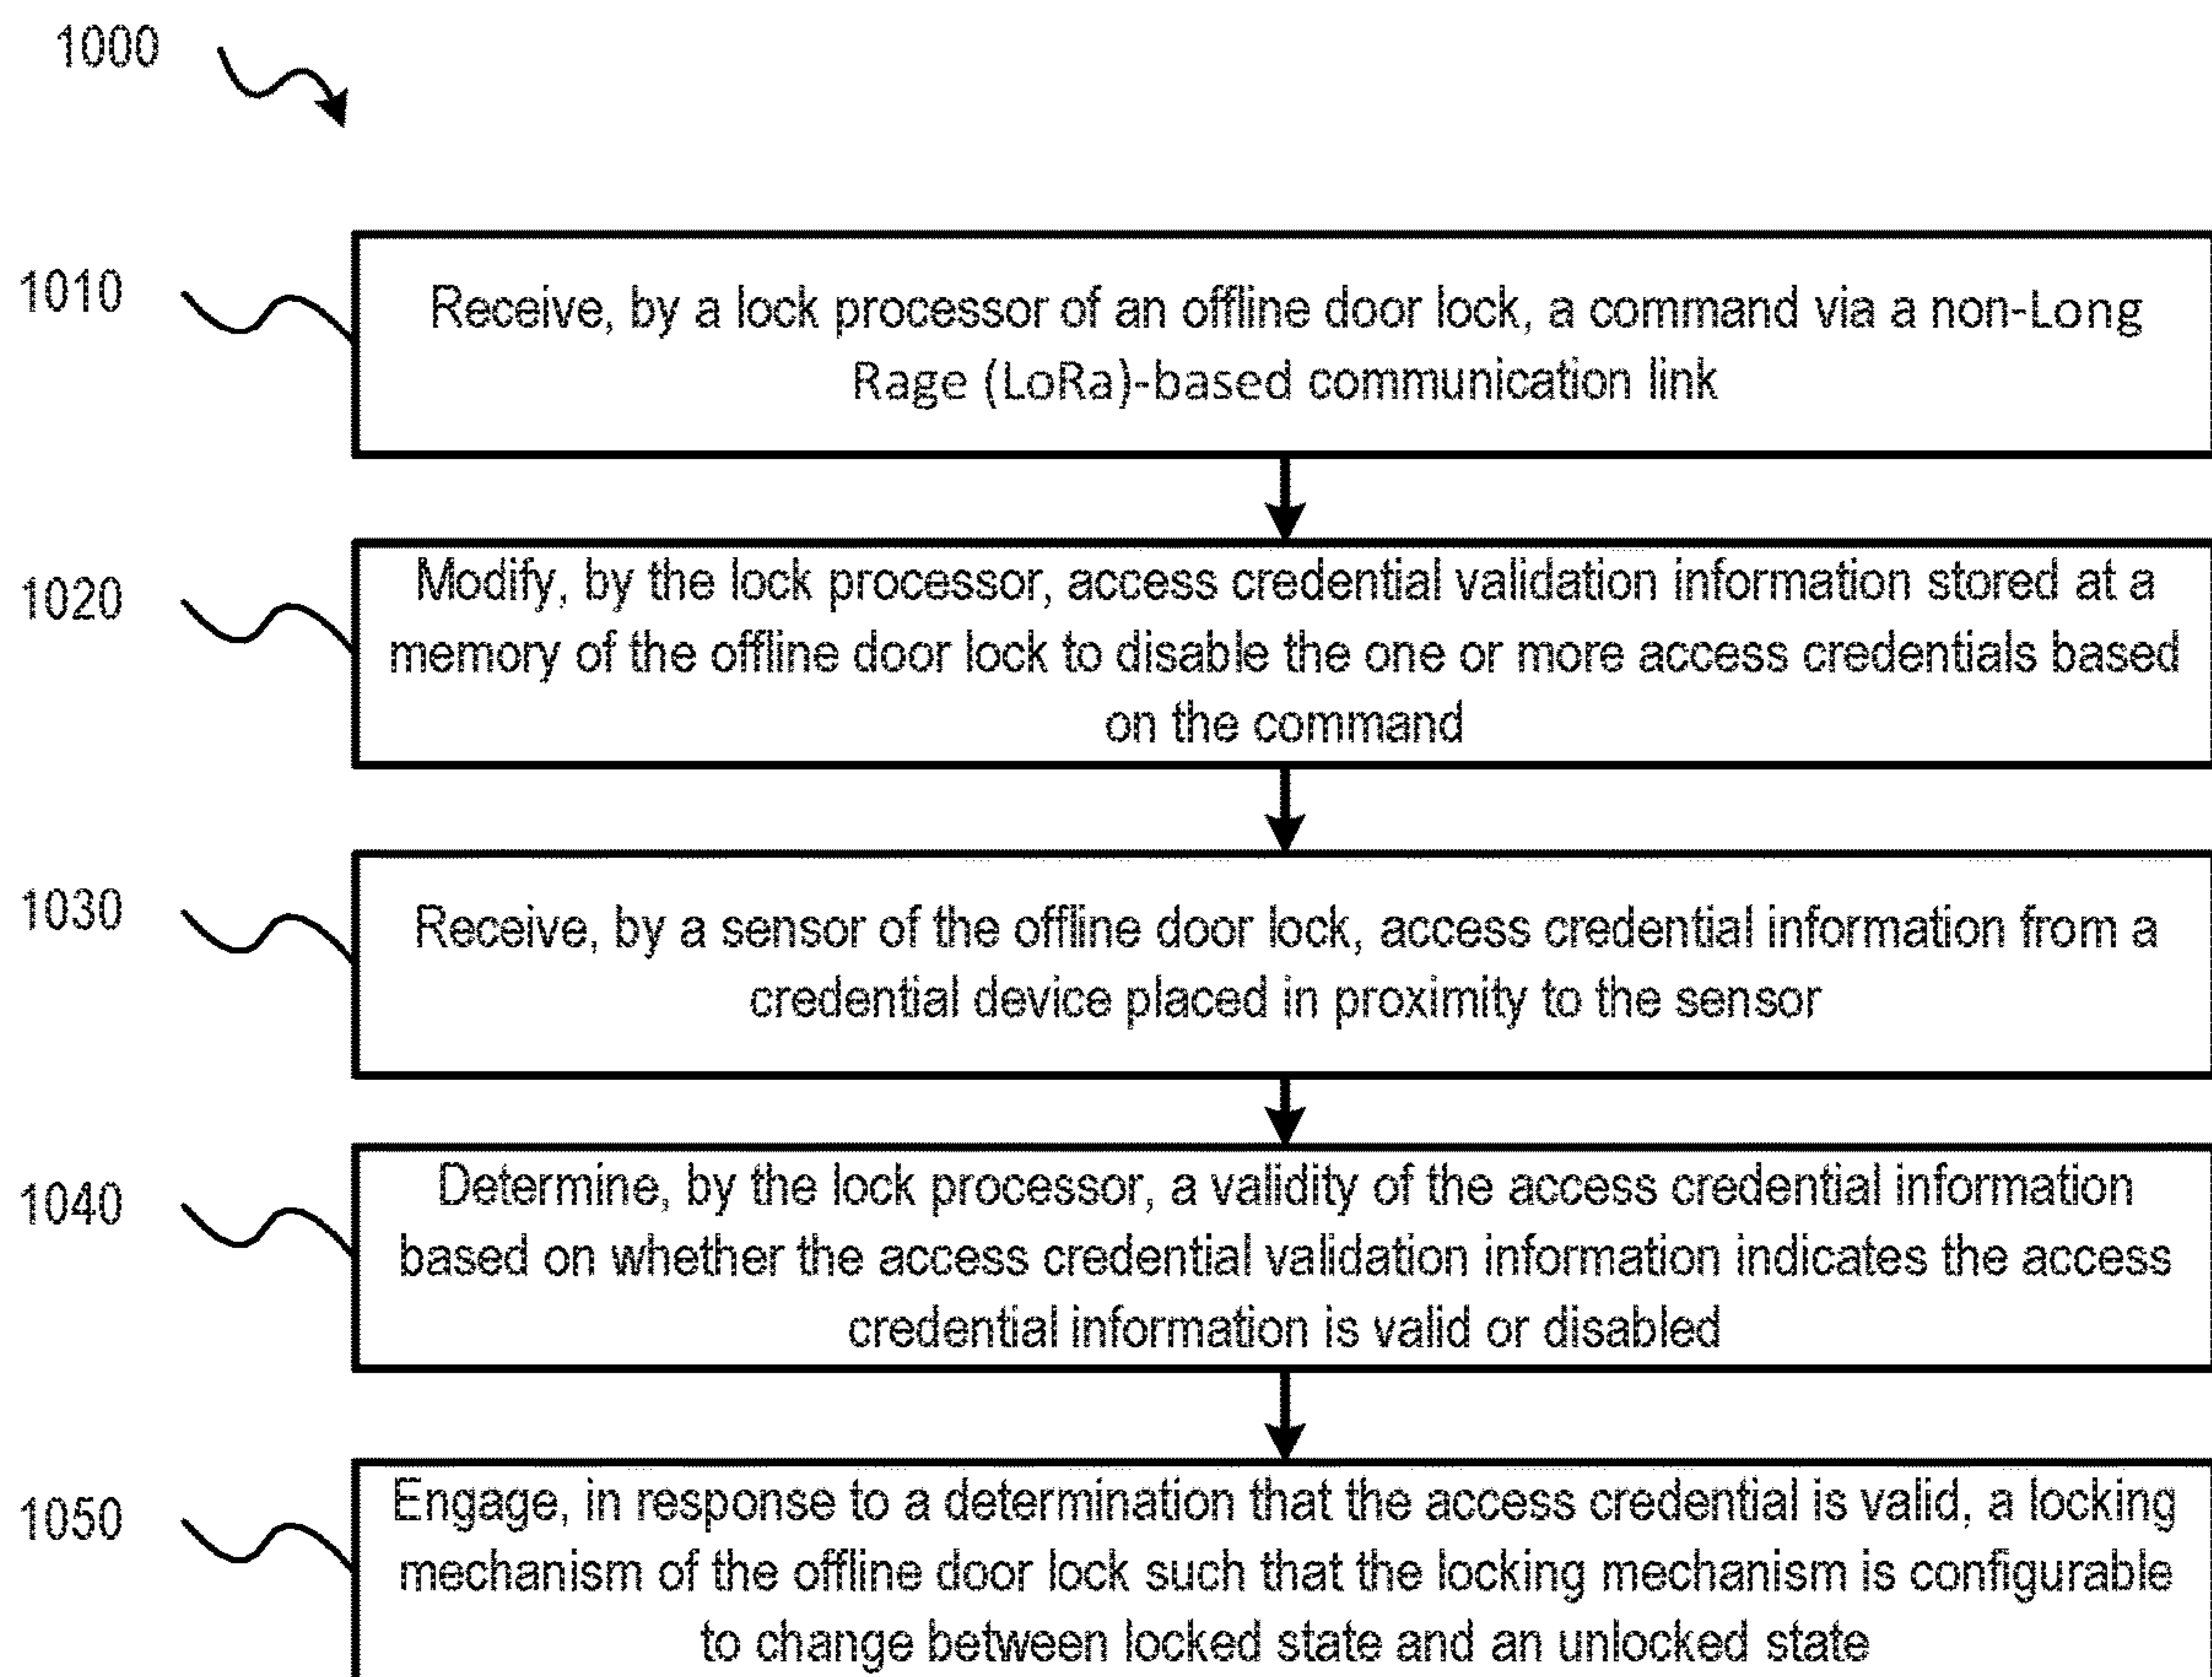 1000
1010
Receive, by a lock processor of an offline door lock, a command via a non-Long
Rage (LoRa)-based communication link
1020
Modify, by the lock processor, access credential validation information stored at a
memory of the offline door lock to disable the one or more access credentials based
on the command
1030
Receive, by a sensor of the offline door lock, access credential information from a
credential device placed in proximity to the sensor
1040
Determine, by the lock processor, a validity of the access credential information
based on whether the access credential validation information indicates the access
credential information is valid or disabled
1050
Engage, in response to a determination that the access credential is valid, a locking
mechanism of the offline door lock such that the locking mechanism is configurable
to change between locked state and an unlocked state